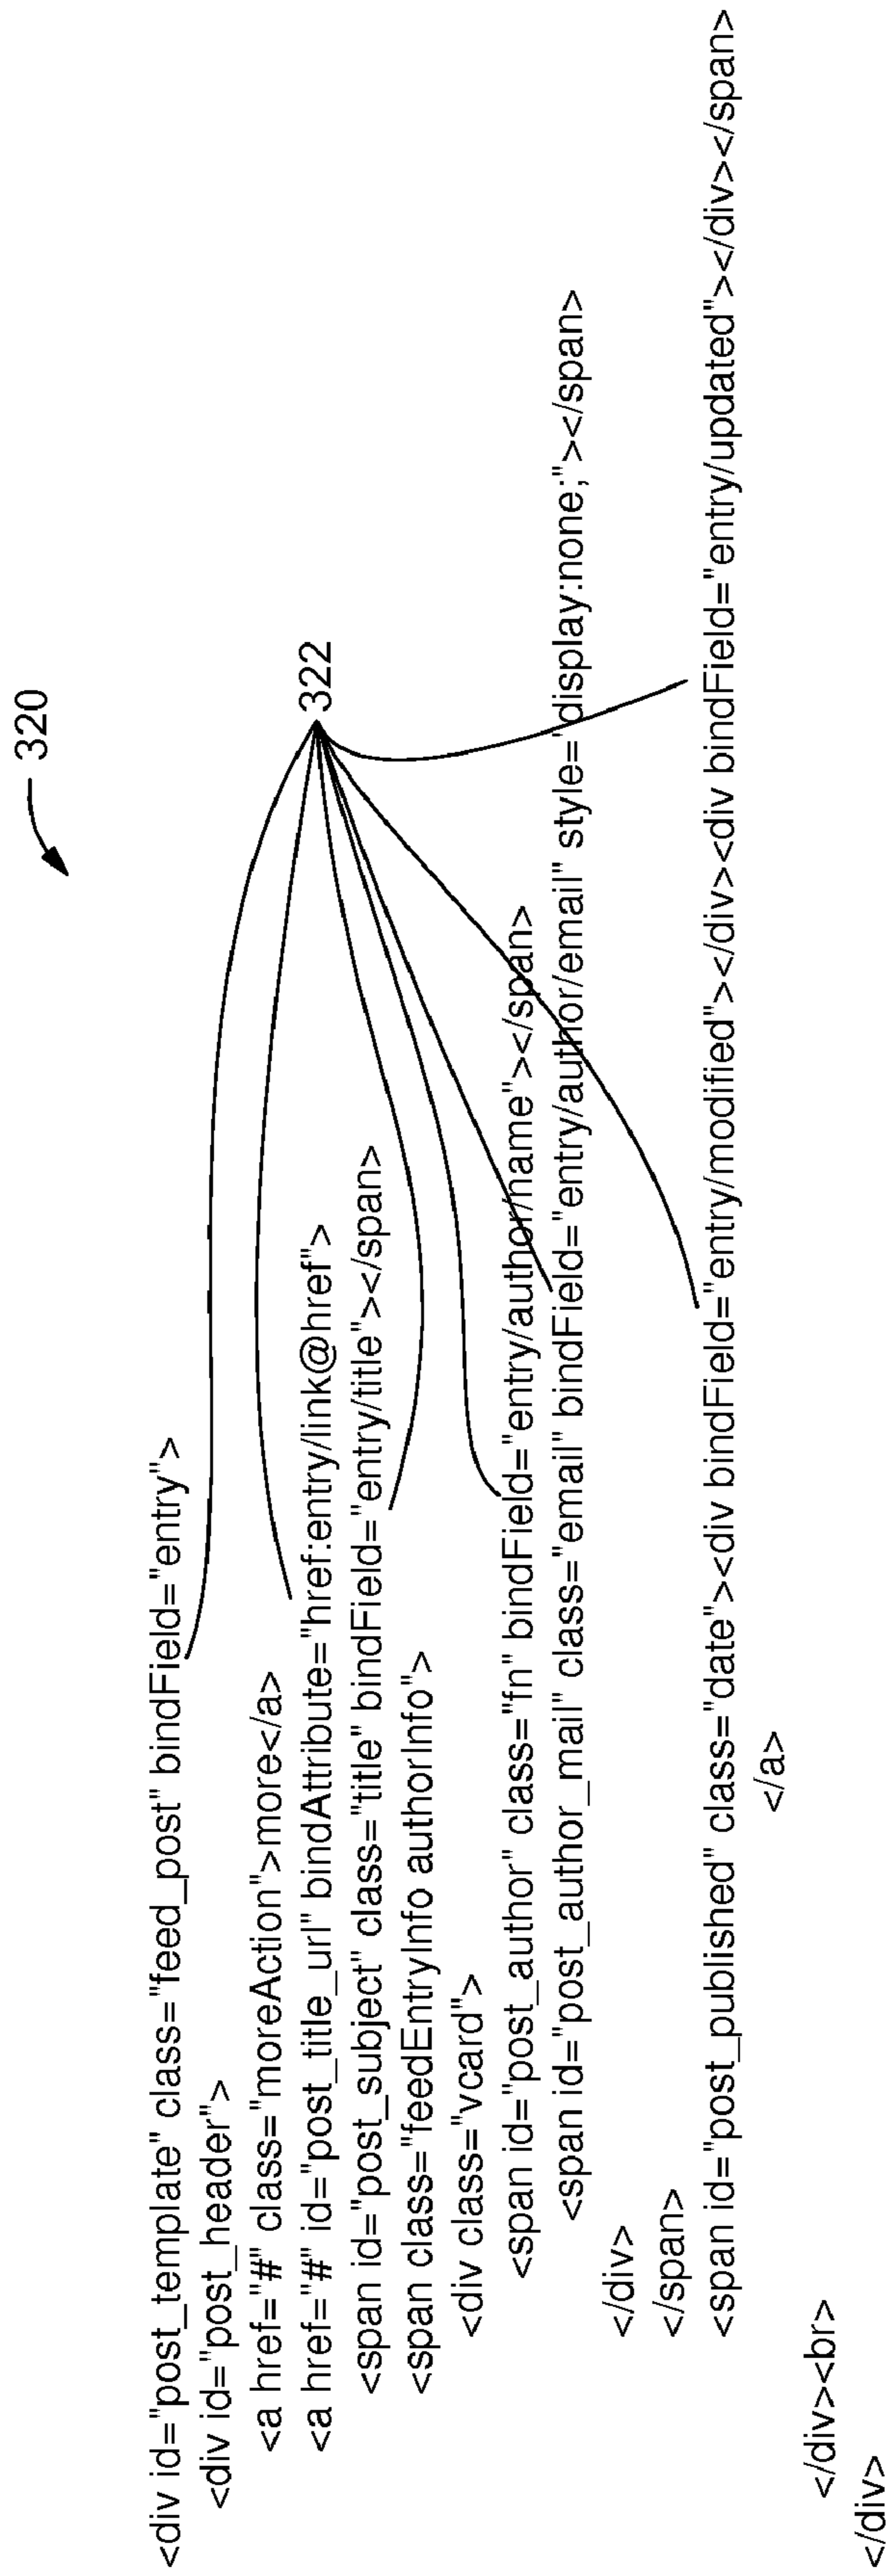 320
322
<div id="post_template" class="feed_post" bindField="entry">
<div id="post_header">
<a href="#" class="moreAction">more</a>
<a href="#" id="post_title_url" bindAttribute="href:entry/link@href">
<span id="post_subject" class="title" bindField="entry/title"></span>
<span class="feedEntryInfo authorInfo">
<div class="vcard">
<span id="post_author" class="fn" bindField="entry/author/name"></span>
<span id="post_author_mail" class="email" bindField="entry/author/email" style="display:none;"></span>
</div>
</span>
<span id="post_published" class="date"><div bindField="entry/modified"></div><div bindField="entry/updated"></div></span>
</a>
</div><br>
</div>